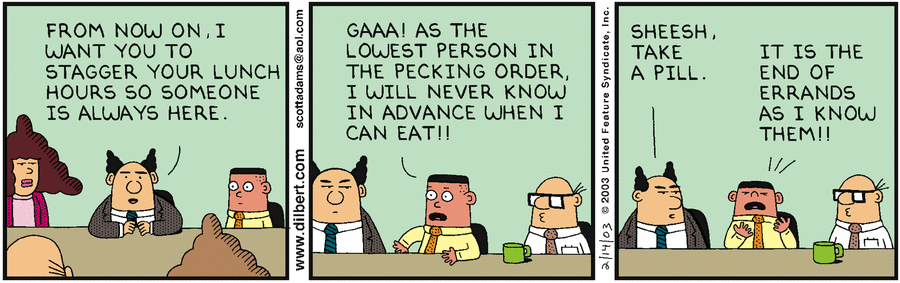 FROM NOW ON, I
WANT YOU TO
STAGGER YOUR LUNCH
HOURS SO SOMEONE
IS ALWAYS HERE.
www.dilbert.com scottadams@aol.com
GAAA! AS THE
LOWEST PERSON IN
THE PECKING ORDER,
I WILL NEVER KNOW
IN ADVANCE WHEN I
CAN EAT!!
2/14/03 © 2003 United Feature Syndicate, Inc.
SHEESH,
TAKE
A PILL.
IT IS THE
END OF
ERRANDS
AS I KNOW
THEM!!